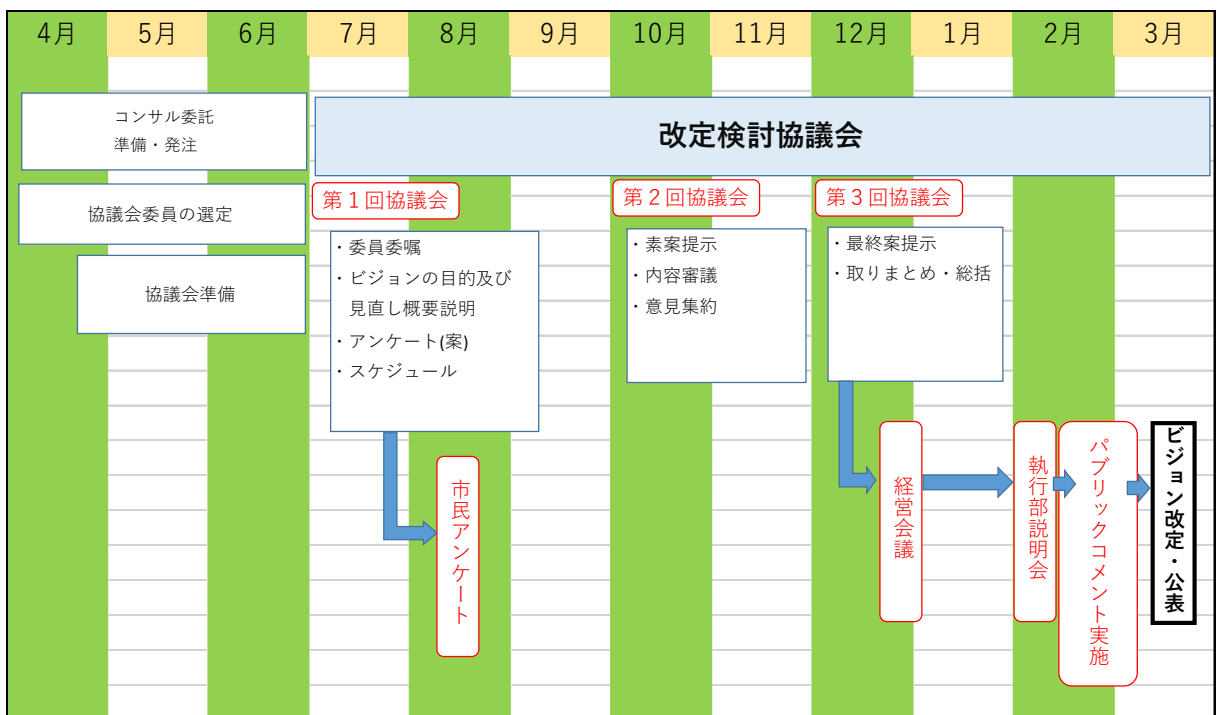 4月 5月 6月 7月 8月 9月 10月 11月 12月 1月 2月 3月
コンサル委託
準備・発注
改定検討協議会
協議会委員の選定
協議会準備
第１回協議会
・委員委嘱
・ビジョンの目的及び
見直し概要説明
・アンケート(案)
・スケジュール
第２回協議会
・素案提示
・内容審議
・意見集約
第３回協議会
・最終案提示
・取りまとめ・総括
市民アンケート
経営会議
執行部説明会
パブリックコメント実施
ビジョン改定・公表